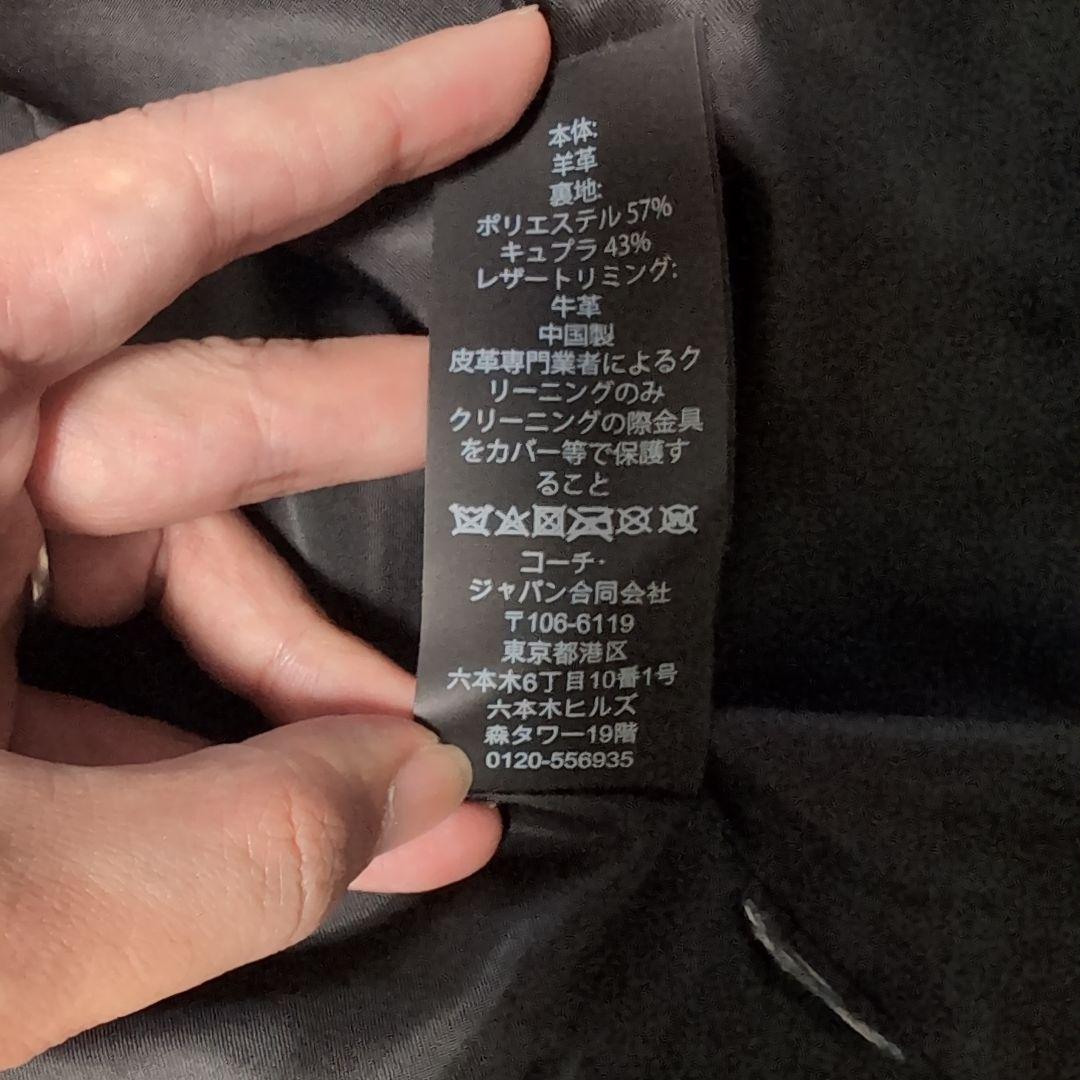 本体:
羊革
裏地:
ポリエステル 57%
キュプラ 43%
レザートリミング:
牛革
中国製
皮革専門業者によるク
リーニングのみ
クリーニングの際金具
をカバー等で保護す
ること
コーチ・
ジャパン合同会社
〒106-6119
東京都港区
六本木6丁目10番1号
六本木ヒルズ
森タワー19階
0120-556935